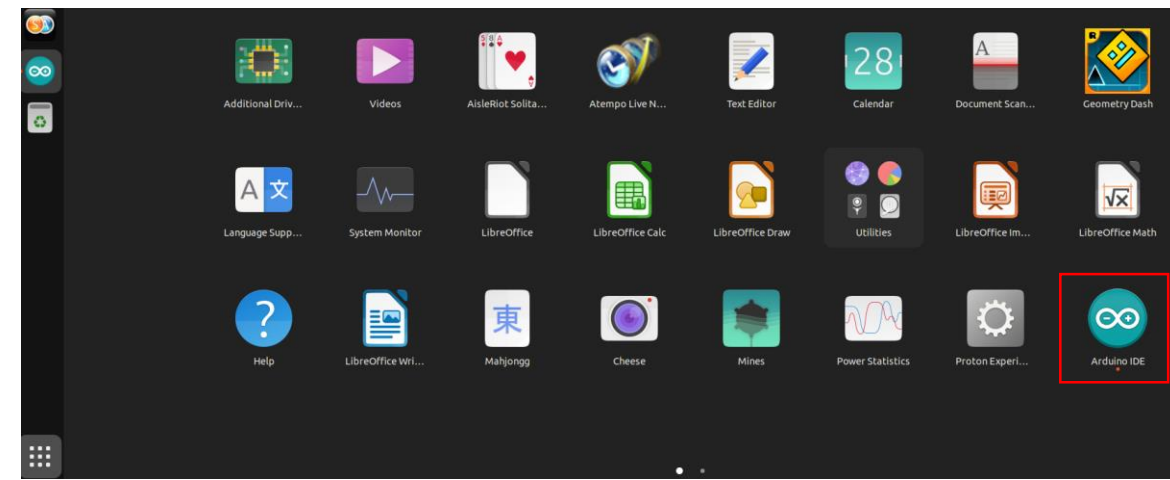 Additional Driv...
Videos
AisleRiot Solita...
Atempo Live N...
Text Editor
28
Calendar
A
Document Scan...
R
Geometry Dash
A 文
Language Supp...
System Monitor
LibreOffice
LibreOffice Calc
LibreOffice Draw
Utilities
LibreOffice Im...
√x
LibreOffice Math
?
Help
LibreOffice Wri...
東
Mahjongg
Cheese
Mines
Power Statistics
Proton Experi...
Arduino IDE